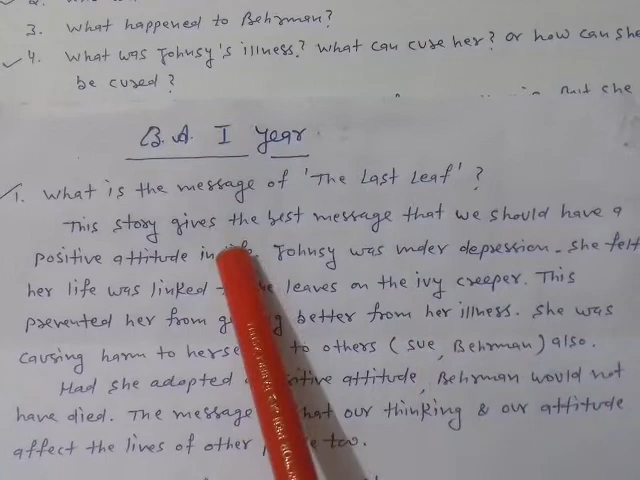 3. What happened to Behrman?
4. What was Johnsy's illness? What can cure her? or how can she
be cured?
B.A. I Year
1. What is the message of 'The Last Leaf'?
This story gives the best message that we should have a
positive attitude in. Johnsy was under depression. She felt
her life was linked leaves on the ivy creeper. This
prevented her from better from her illness. She was
causing harm to to others (Sue, Behrman) also.
Had she adopted attitude, Behrman would not
have died. The message that our thinking & our attitude
affect the lives of other too.